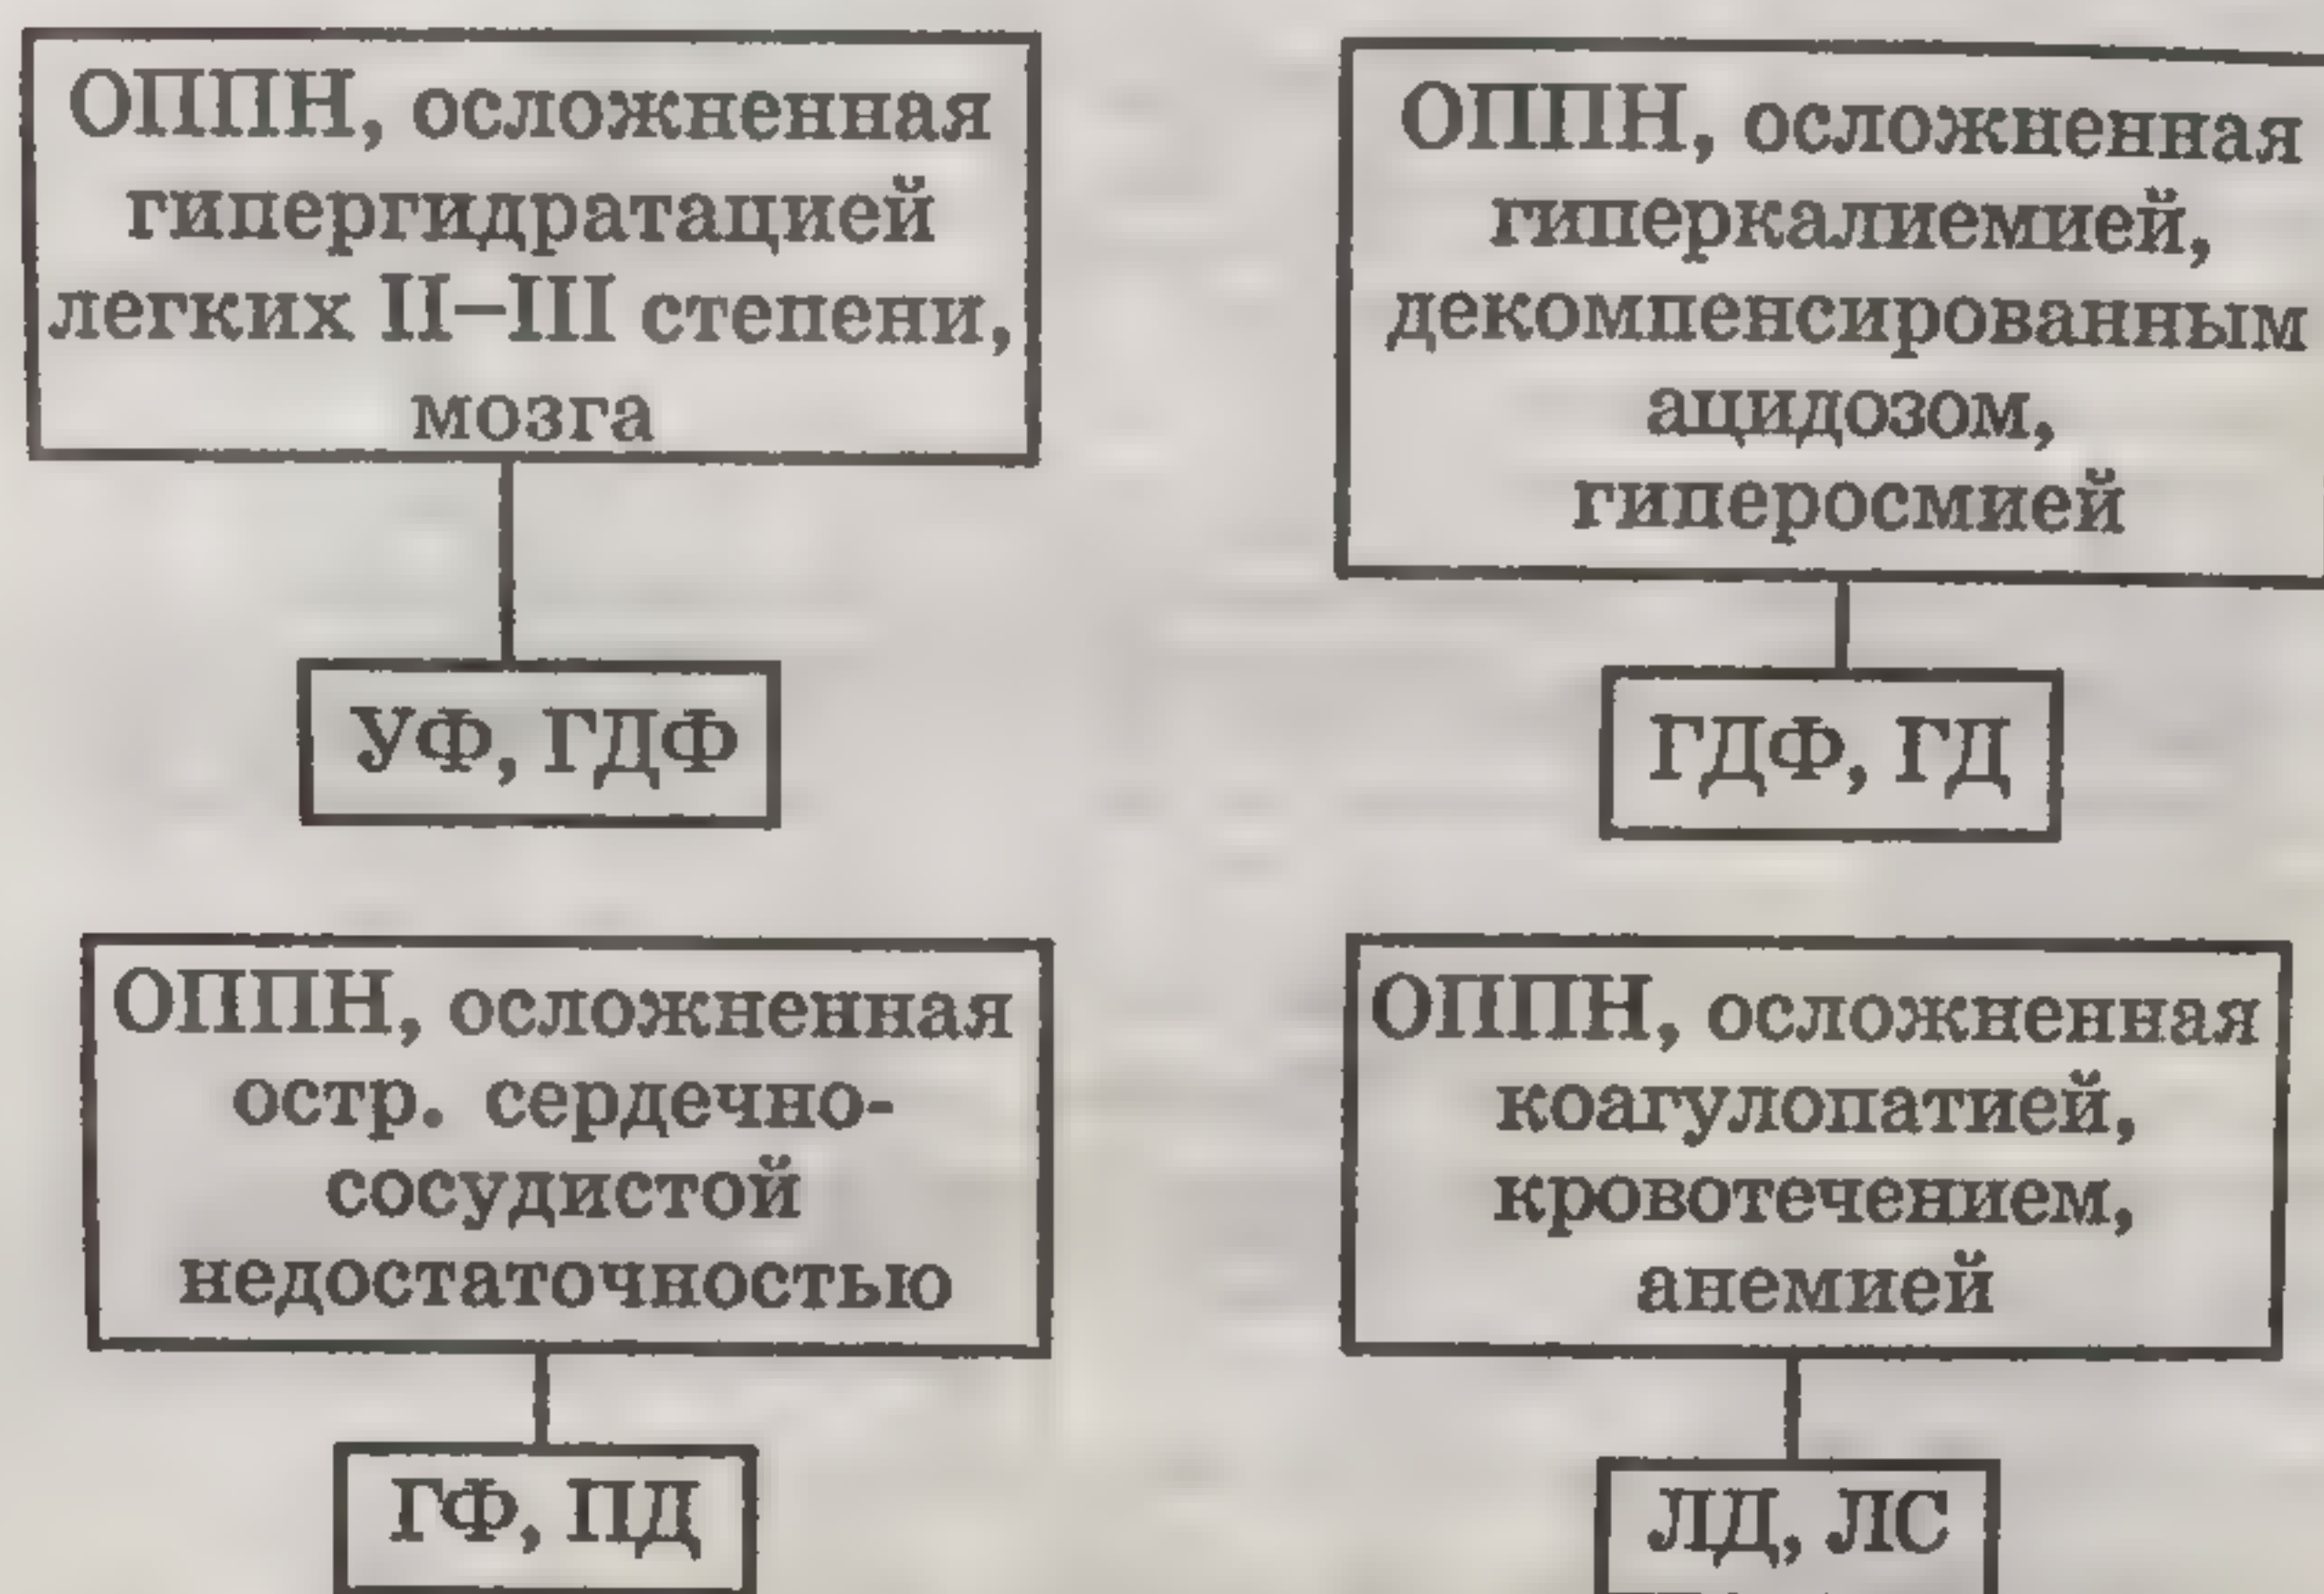 ОППН, осложненная
гипергидратацией
легких II–III степени,
мозга
УФ, ГДФ
ОППН, осложненная
гиперкалиемией,
декомпенсированным
ацидозом,
гиперосмией
ГДФ, ГД
ОППН, осложненная
остр. сердечно-
сосудистой
недостаточностью
ГФ, ПД
ОППН, осложненная
коагулопатией,
кровотечением,
анемией
ЛД, ЛС